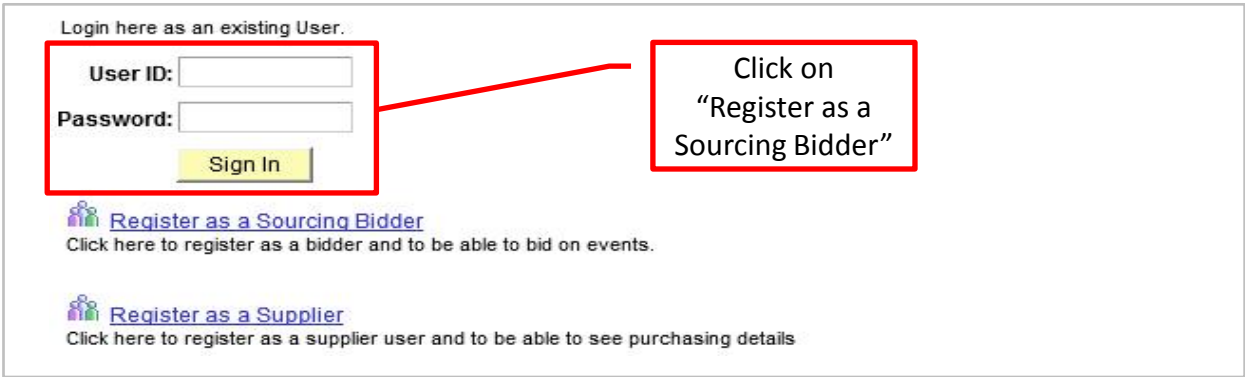 Login here as an existing User.
User ID:
Password:
Sign In
Click on
“Register as a
Sourcing Bidder”
Register as a Sourcing Bidder
Click here to register as a bidder and to be able to bid on events.
Register as a Supplier
Click here to register as a supplier user and to be able to see purchasing details